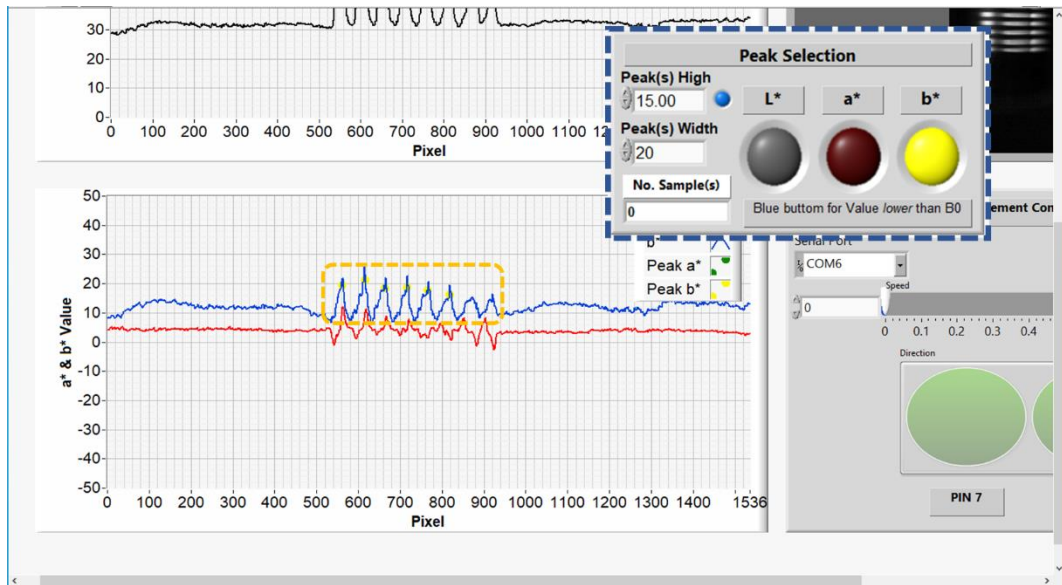 30-
20-
10-
0-
0 100 200 300 400 500 600 700 800 900 1000 1100
Pixel
Peak Selection
Peak(s) High
15.00
L* a* b*
Peak(s) Width
20
No. Sample(s)
0
Blue buttom for Value lower than B0
Peak a*
Peak b*
Serial Port
COM6
Speed
0
0 0.1 0.2 0.3 0.4
Direction
PIN 7
50-
40-
30-
20-
10-
0-
-10-
-20-
-30-
-40-
-50-
a* & b* Value
0 100 200 300 400 500 600 700 800 900 1000 1100 1200 1300 1400 1536
Pixel